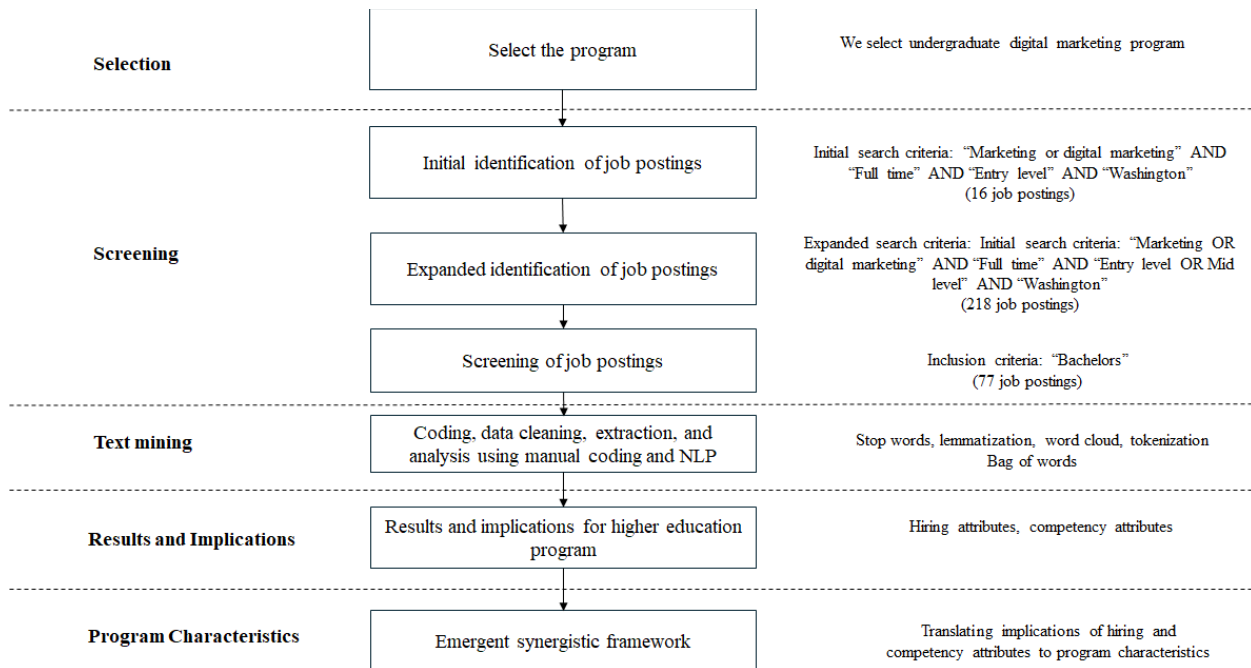 Selection
Select the program
We select undergraduate digital marketing program
Screening
Initial identification of job postings
Initial search criteria: “Marketing or digital marketing” AND
“Full time” AND “Entry level” AND “Washington”
(16 job postings)
Expanded identification of job postings
Expanded search criteria: Initial search criteria: “Marketing OR
digital marketing” AND “Full time” AND “Entry level OR Mid
level” AND “Washington”
(218 job postings)
Screening of job postings
Inclusion criteria: “Bachelors”
(77 job postings)
Text mining
Coding, data cleaning, extraction, and
analysis using manual coding and NLP
Stop words, lemmatization, word cloud, tokenization
Bag of words
Results and Implications
Results and implications for higher education
program
Hiring attributes, competency attributes
Program Characteristics
Emergent synergistic framework
Translating implications of hiring and
competency attributes to program characteristics